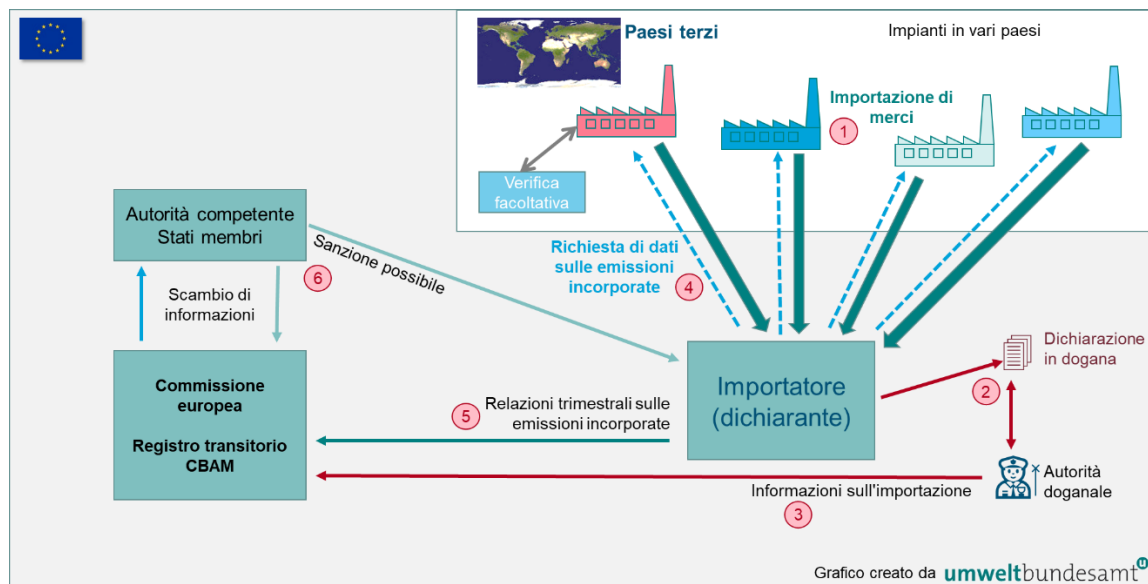 Paesi terzi
Impianti in vari paesi
Importazione di
merci
1
Verifica
facoltativa
Autorità competente
Stati membri
Sanzione possibile
6
Scambio di
informazioni
Richiesta di dati
sulle emissioni
incorporate
4
Commissione
europea
Registro transitorio
CBAM
5
Relazioni trimestrali sulle
emissioni incorporate
Importatore
(dichiarante)
Dichiarazione
in dogana
2
Autorità
doganale
Informazioni sull'importazione
3
Grafico creato da umweltbundesamt